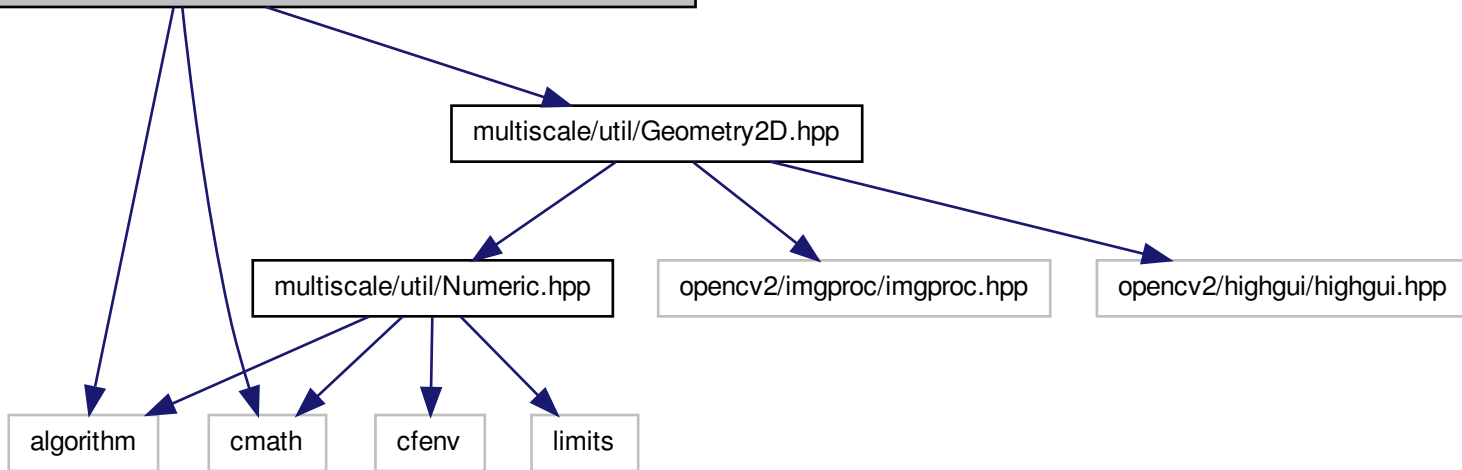 multiscale/util/Geometry2D.hpp
multiscale/util/Numeric.hpp
opencv2/imgproc/imgproc.hpp
opencv2/highgui/highgui.hpp
algorithm
cmath
cfenv
limits